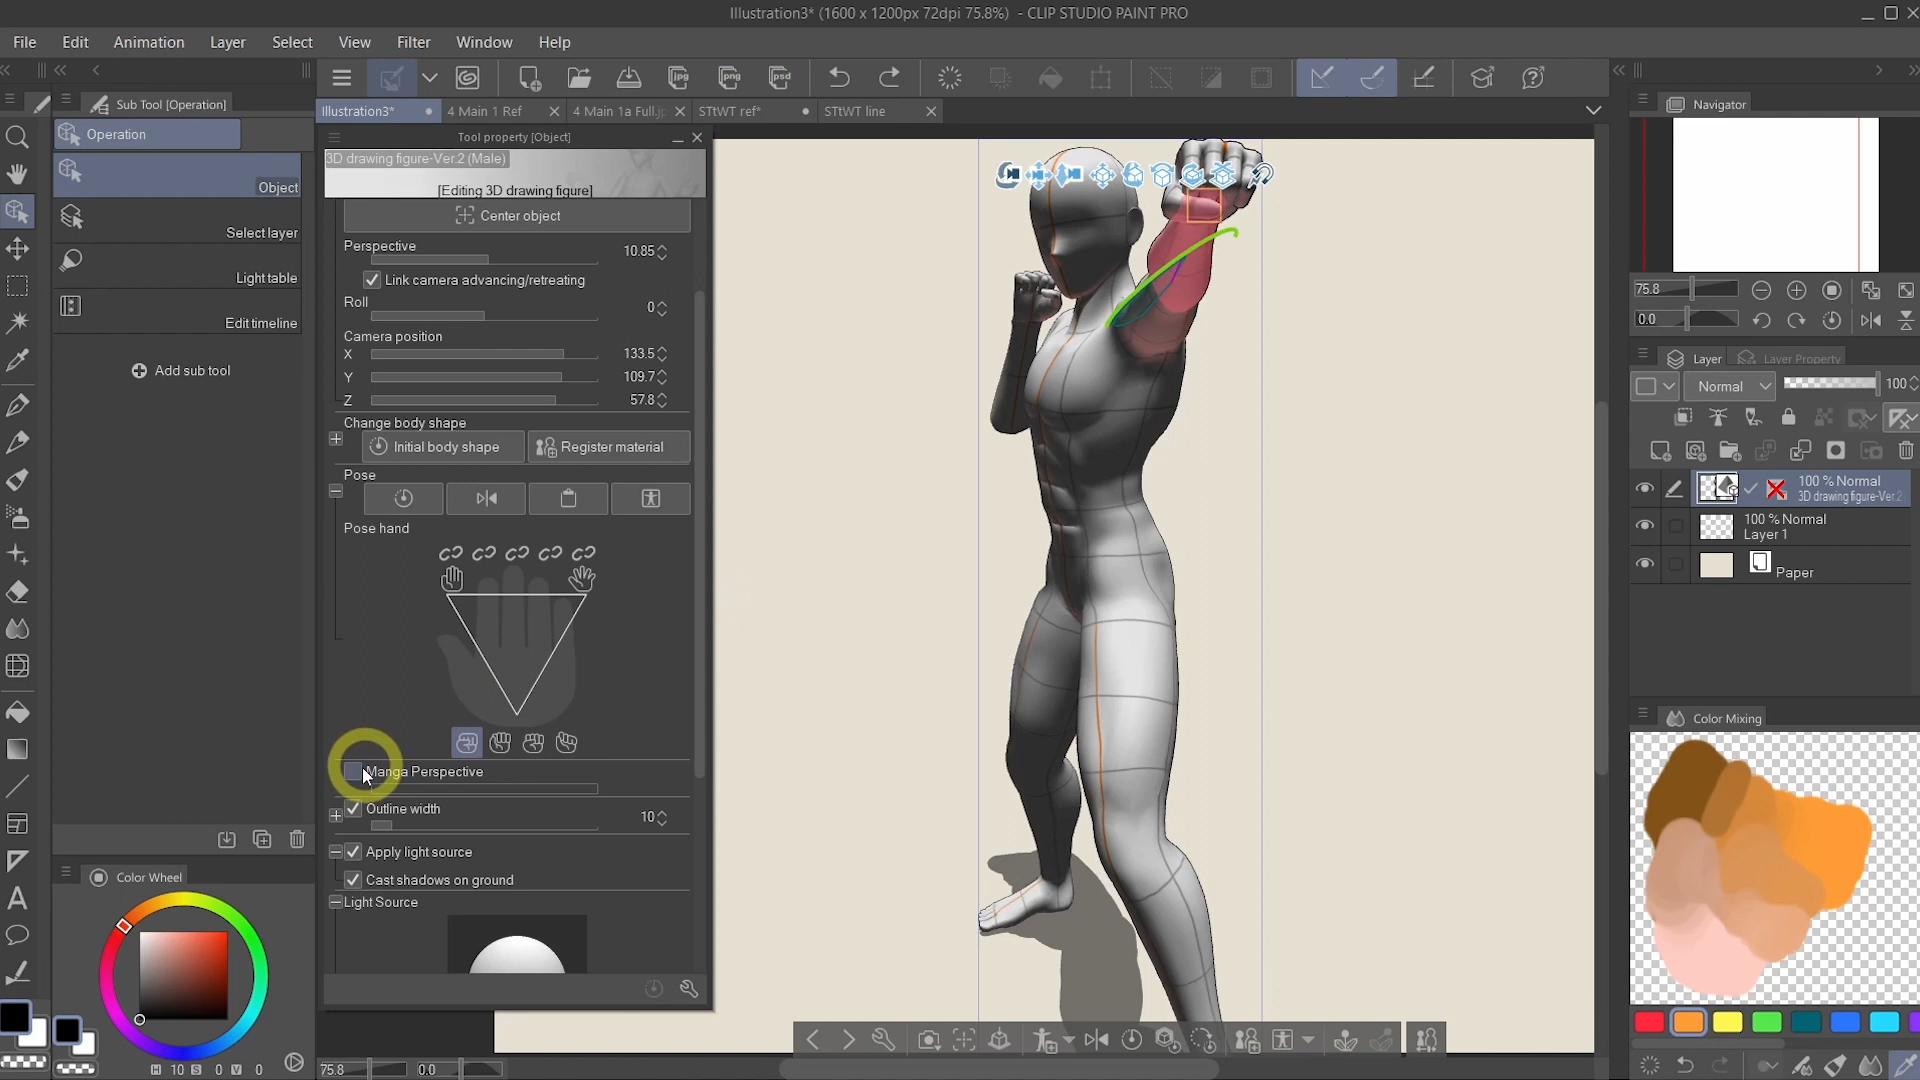 Illustration3* (1600 x 1200px 72dpi 75.8%) - CLIP STUDIO PAINT PRO
File Edit Animation Layer Select View Filter Window Help
Sub Tool [Operation]
jpg png psd
Navigator
Illustration3* 4 Main 1 Ref 4 Main 1a Full.j STtWT ref* STtWT line
Operation
Tool property [Object]
3D drawing figure-Ver.2 (Male)
[Editing 3D drawing figure]
Object
Select layer
Light table
Edit timeline
Add sub tool
Center object
Perspective 10.85
Link camera advancing/retreating
Roll 0
Camera position
X 133.5
Y 109.7
Z 57.8
Change body shape
Initial body shape Register material
Pose
Pose hand
Manga Perspective
Outline width 10
Apply light source
Cast shadows on ground
Light Source
75.8
0.0
Layer Layer Property
Normal 100
100 % Normal
3D drawing figure-Ver.2
100 % Normal
Layer 1
Paper
Color Mixing
Color Wheel
H 10 S 0 V 0
75.8 0.0